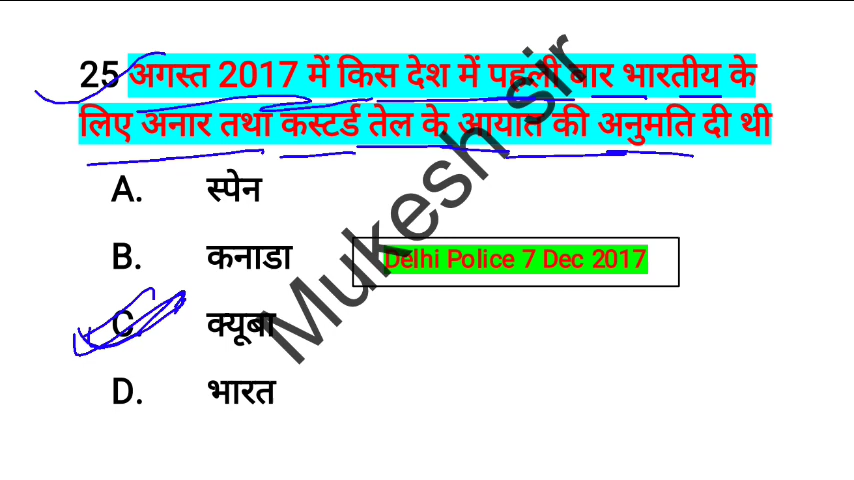 25 अगस्त 2017 में किस देश में पहली बार भारतीय के
लिए अनार तथा कस्टर्ड तेल के आयात की अनुमति दी थी
A. स्पेन
B. कनाडा
Delhi Police 7 Dec 2017
C. क्यूबा
D. भारत
Mukesh sir